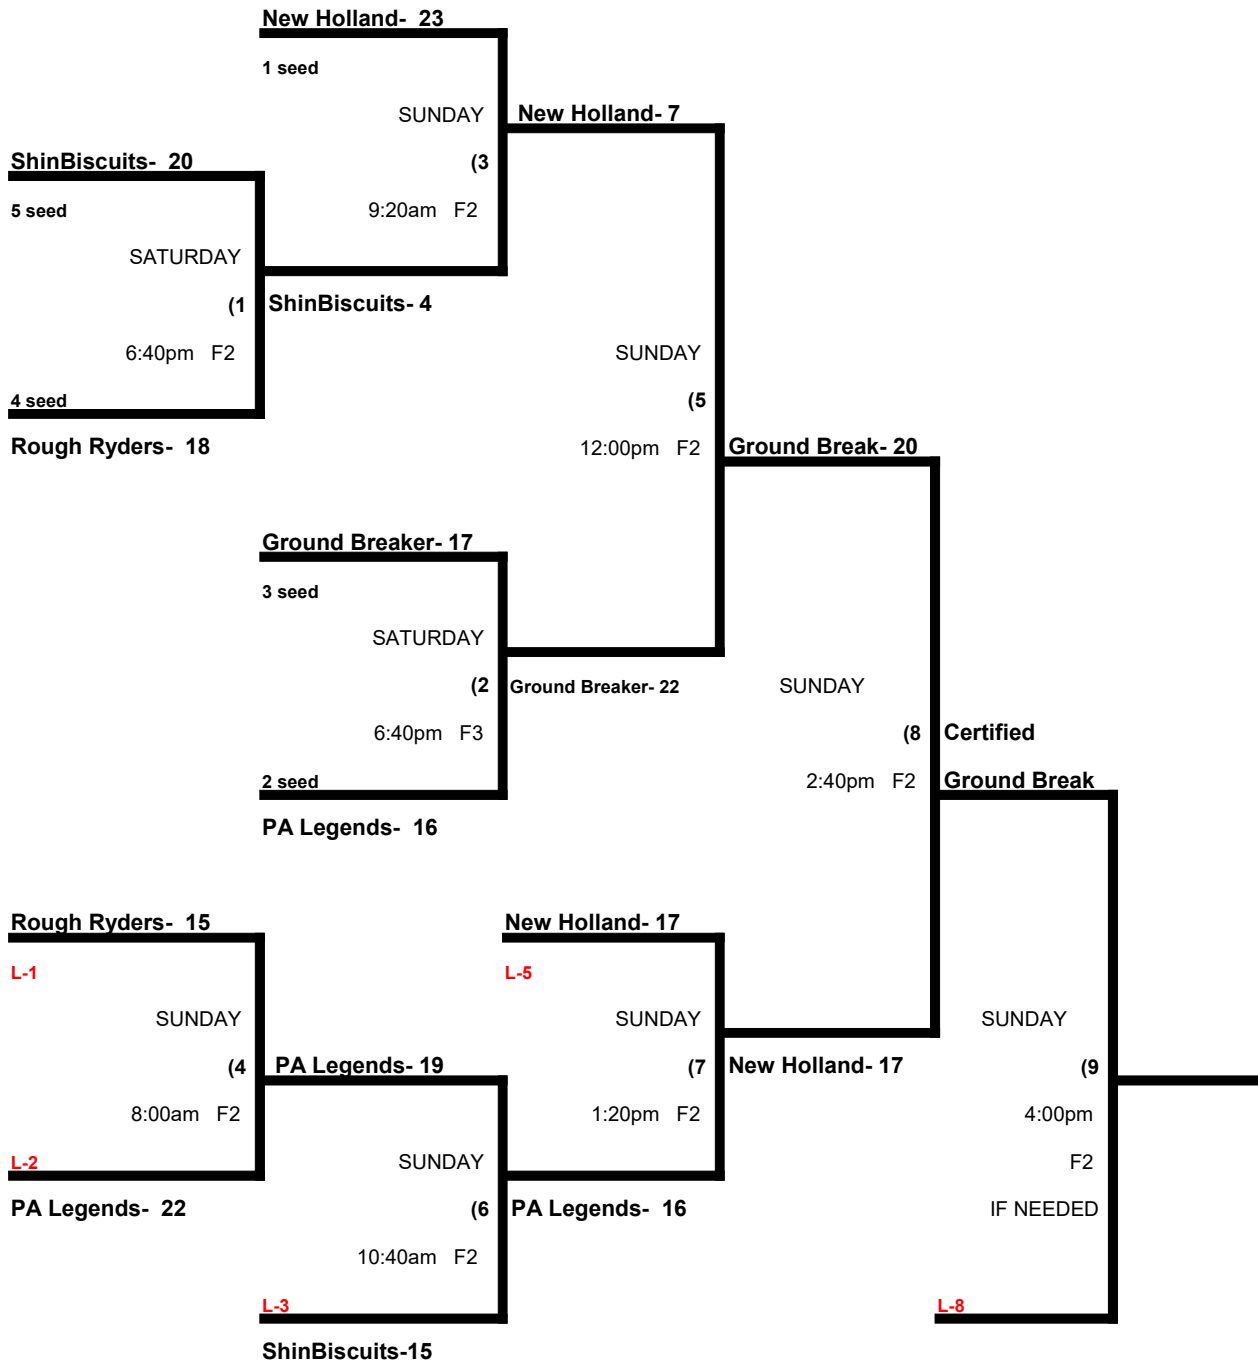 New Holland-  23
1 seed
SUNDAY
New Holland- 7
(3
ShinBiscuits-  20
5 seed
9:20am   F2
SATURDAY
(1
ShinBiscuits- 4
6:40pm   F2
SUNDAY
(5
4 seed
Rough Ryders-  18
12:00pm   F2
Ground Break- 20
Ground Breaker- 17
3 seed
SATURDAY
(2
Ground Breaker- 22
SUNDAY
6:40pm   F3
(8
Certified
2 seed
2:40pm   F2
Ground Break
PA Legends-  16
Rough Ryders-  15
New Holland- 17
L-1
L-5
SUNDAY
SUNDAY
SUNDAY
(4
PA Legends- 19
(7
New Holland- 17
(9
8:00am   F2
1:20pm   F2
4:00pm
L-2
SUNDAY
F2
PA Legends-  22
(6
PA Legends-  16
IF NEEDED
10:40am   F2
L-3
L-8
ShinBiscuits-15